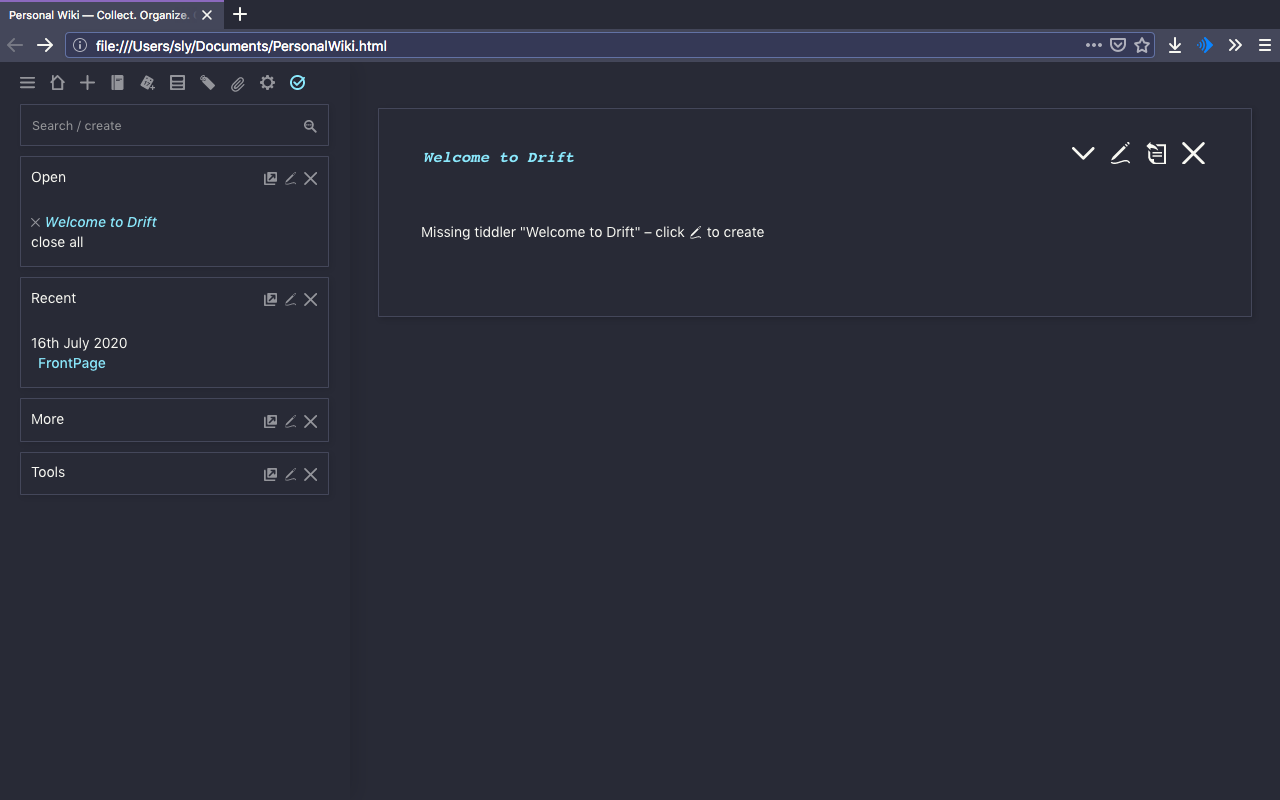 Personal Wiki — Collect. Organize.
file:///Users/sly/Documents/PersonalWiki.html
Search / create
Open
Welcome to Drift
close all
Recent
16th July 2020
FrontPage
More
Tools
Welcome to Drift
Missing tiddler "Welcome to Drift" – click to create